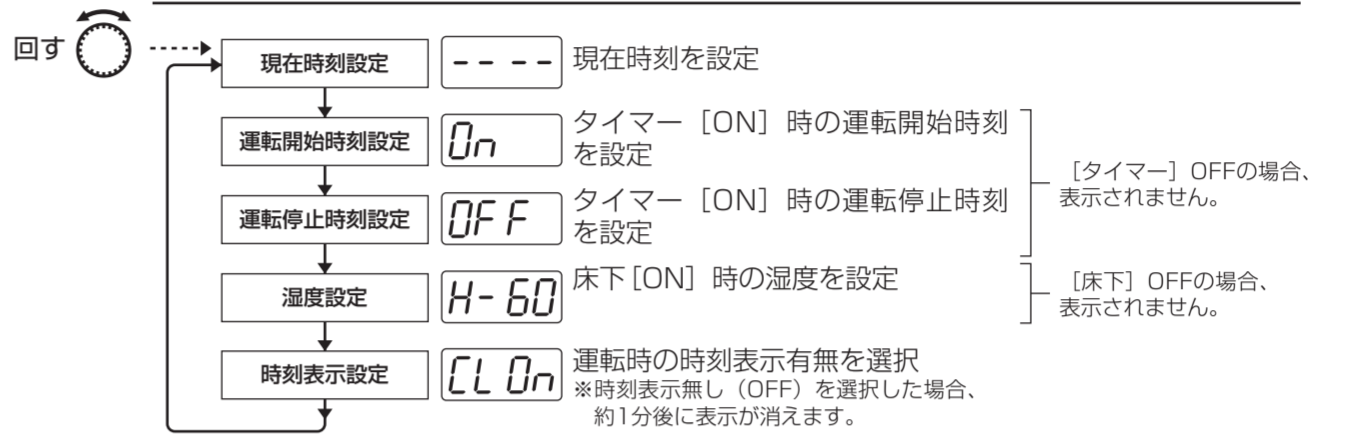 回す
現在時刻設定
- - - -
現在時刻を設定
運転開始時刻設定
On
タイマー［ON］時の運転開始時刻
を設定
運転停止時刻設定
OFF
タイマー［ON］時の運転停止時刻
を設定
［タイマー］OFFの場合、
表示されません。
湿度設定
H-60
床下［ON］時の湿度を設定
［床下］OFFの場合、
表示されません。
時刻表示設定
CL On
運転時の時刻表示有無を選択
※時刻表示無し（OFF）を選択した場合、
約1分後に表示が消えます。